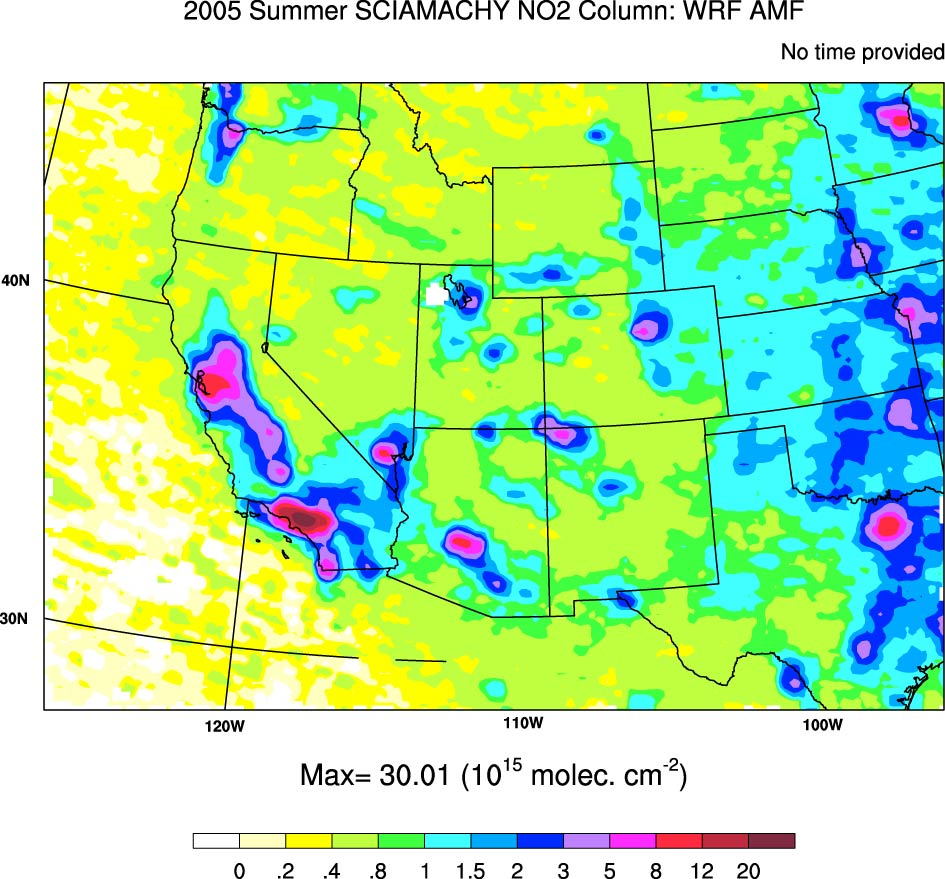 2005 Summer SCIAMACHY NO2 Column: WRF AMF
No time provided
40N
30N
120W 110W 100W
Max= 30.01 (10¹⁵ molec. cm⁻²)
0 .2 .4 .8 1 1.5 2 3 5 8 12 20